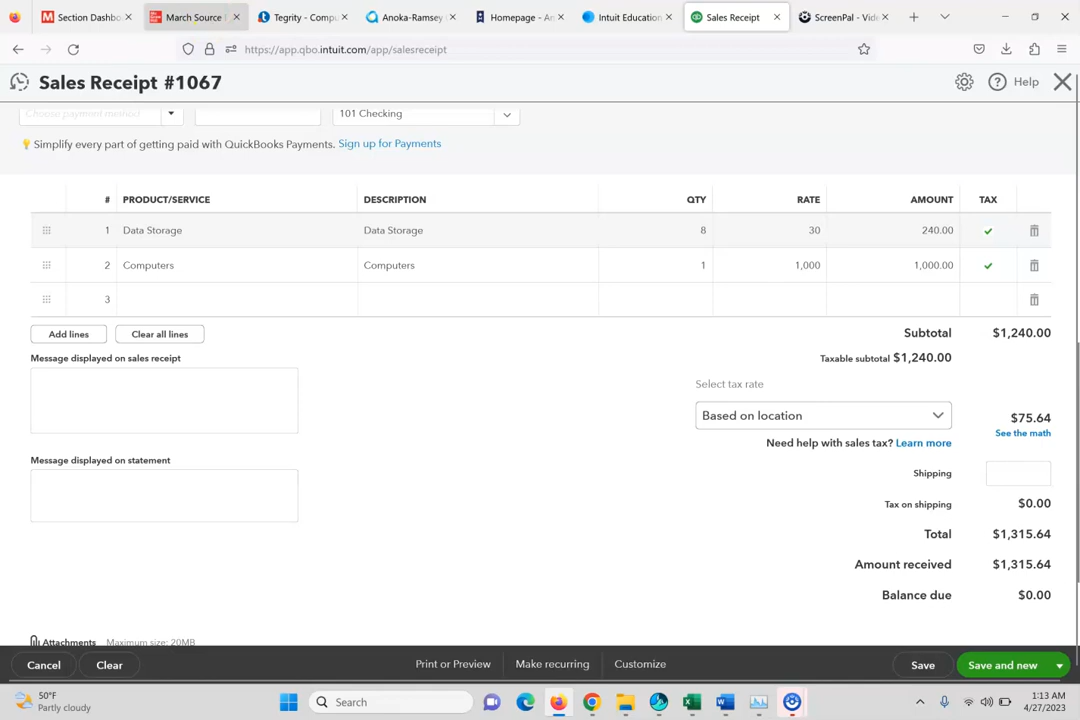 Section Dashbo
March Source
Tegrity - Compu
Anoka-Ramsey
Homepage - An
Intuit Education
Sales Receipt
ScreenPal - Vid
https://app.qbo.intuit.com/app/salesreceipt
Sales Receipt #1067
Help
Choose payment method
101 Checking
Simplify every part of getting paid with QuickBooks Payments. Sign up for Payments
# PRODUCT/SERVICE DESCRIPTION QTY RATE AMOUNT TAX
1 Data Storage Data Storage 8 30 240.00
2 Computers Computers 1 1,000 1,000.00
3
Add lines Clear all lines
Subtotal $1,240.00
Message displayed on sales receipt
Taxable subtotal $1,240.00
Select tax rate
Based on location
$75.64
See the math
Need help with sales tax? Learn more
Message displayed on statement
Shipping
Tax on shipping $0.00
Total $1,315.64
Amount received $1,315.64
Balance due $0.00
Attachments Maximum size: 20MB
Cancel Clear Print or Preview Make recurring Customize Save Save and new
50°F
Partly cloudy
Search
1:13 AM
4/27/2023